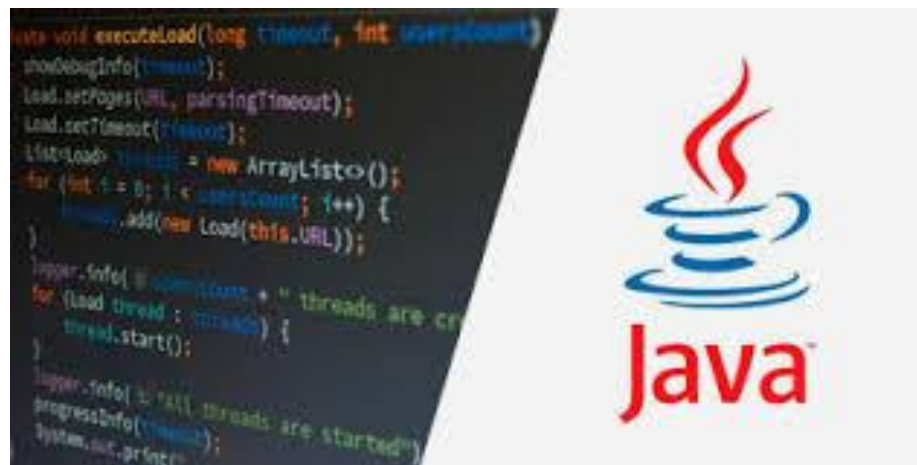 vate void executeLoad(long timeout, int usersCount)
showDebugInfo(timeout);
Load.setPages(URL, parsingTimeout);
Load.setTimeout(timeout);
List<Load> threads = new ArrayList<>();
for (int i = 0; i < usersCount; i++) {
threads.add(new Load(this.URL));
}
logger.info( usersCount + " threads are cr
for (Load thread : threads) {
thread.start();
}
logger.info( "All threads are started")
progressInfo(timeout);
System.out.print(
Java